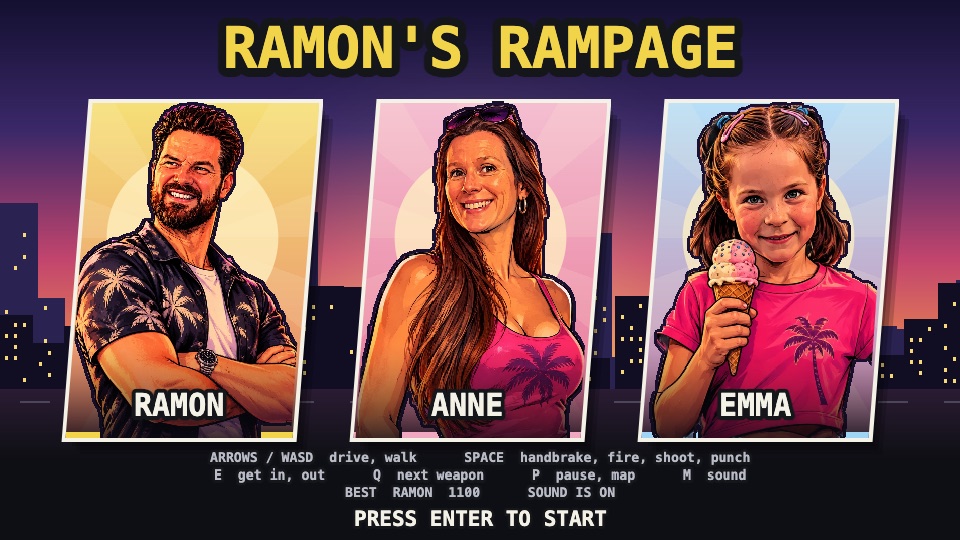 RAMON'S RAMPAGE
RAMON
ANNE
EMMA
ARROWS / WASD drive, walk SPACE handbrake, fire, shoot, punch
E get in, out Q next weapon P pause, map M sound
BEST RAMON 1100 SOUND IS ON
PRESS ENTER TO START